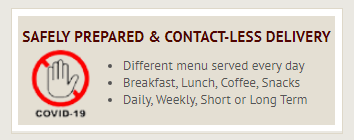 SAFELY PREPARED & CONTACT-LESS DELIVERY
Different menu served every day
Breakfast, Lunch, Coffee, Snacks
Daily, Weekly, Short or Long Term
COVID-19